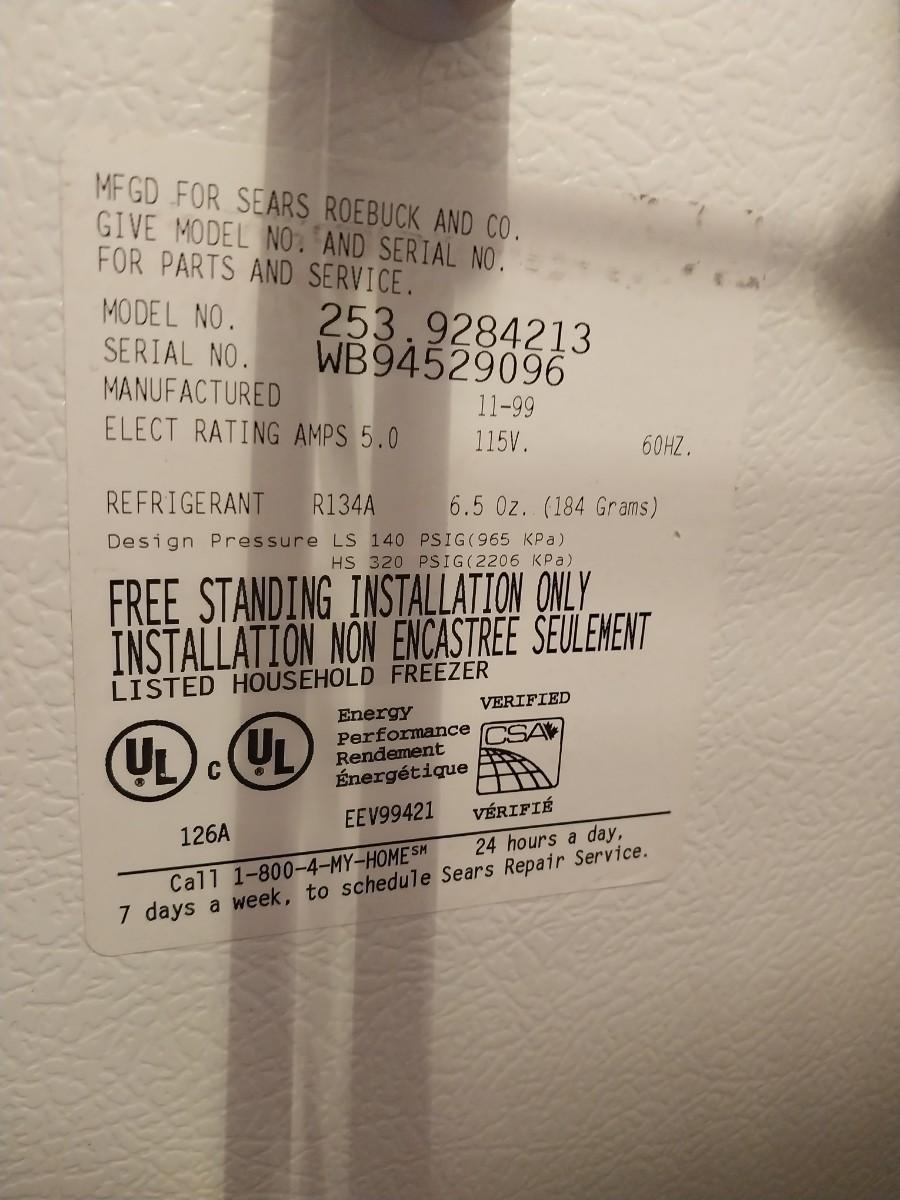 MFGD FOR SEARS ROEBUCK AND CO.
GIVE MODEL NO. AND SERIAL NO.
FOR PARTS AND SERVICE.
MODEL NO. 253.9284213
SERIAL NO. WB94529096
MANUFACTURED 11-99
ELECT RATING AMPS 5.0 115V. 60HZ.
REFRIGERANT R134A 6.5 Oz. (184 Grams)
Design Pressure LS 140 PSIG(965 KPa)
HS 320 PSIG(2206 KPa)
FREE STANDING INSTALLATION ONLY
INSTALLATION NON ENCASTREE SEULEMENT
LISTED HOUSEHOLD FREEZER
UL ® C UL ®
Energy
Performance
Rendement
Énergétique
VERIFIED
CSA
VÉRIFIÉ
126A EEV99421
Call 1-800-4-MY-HOME℠ 24 hours a day,
7 days a week, to schedule Sears Repair Service.